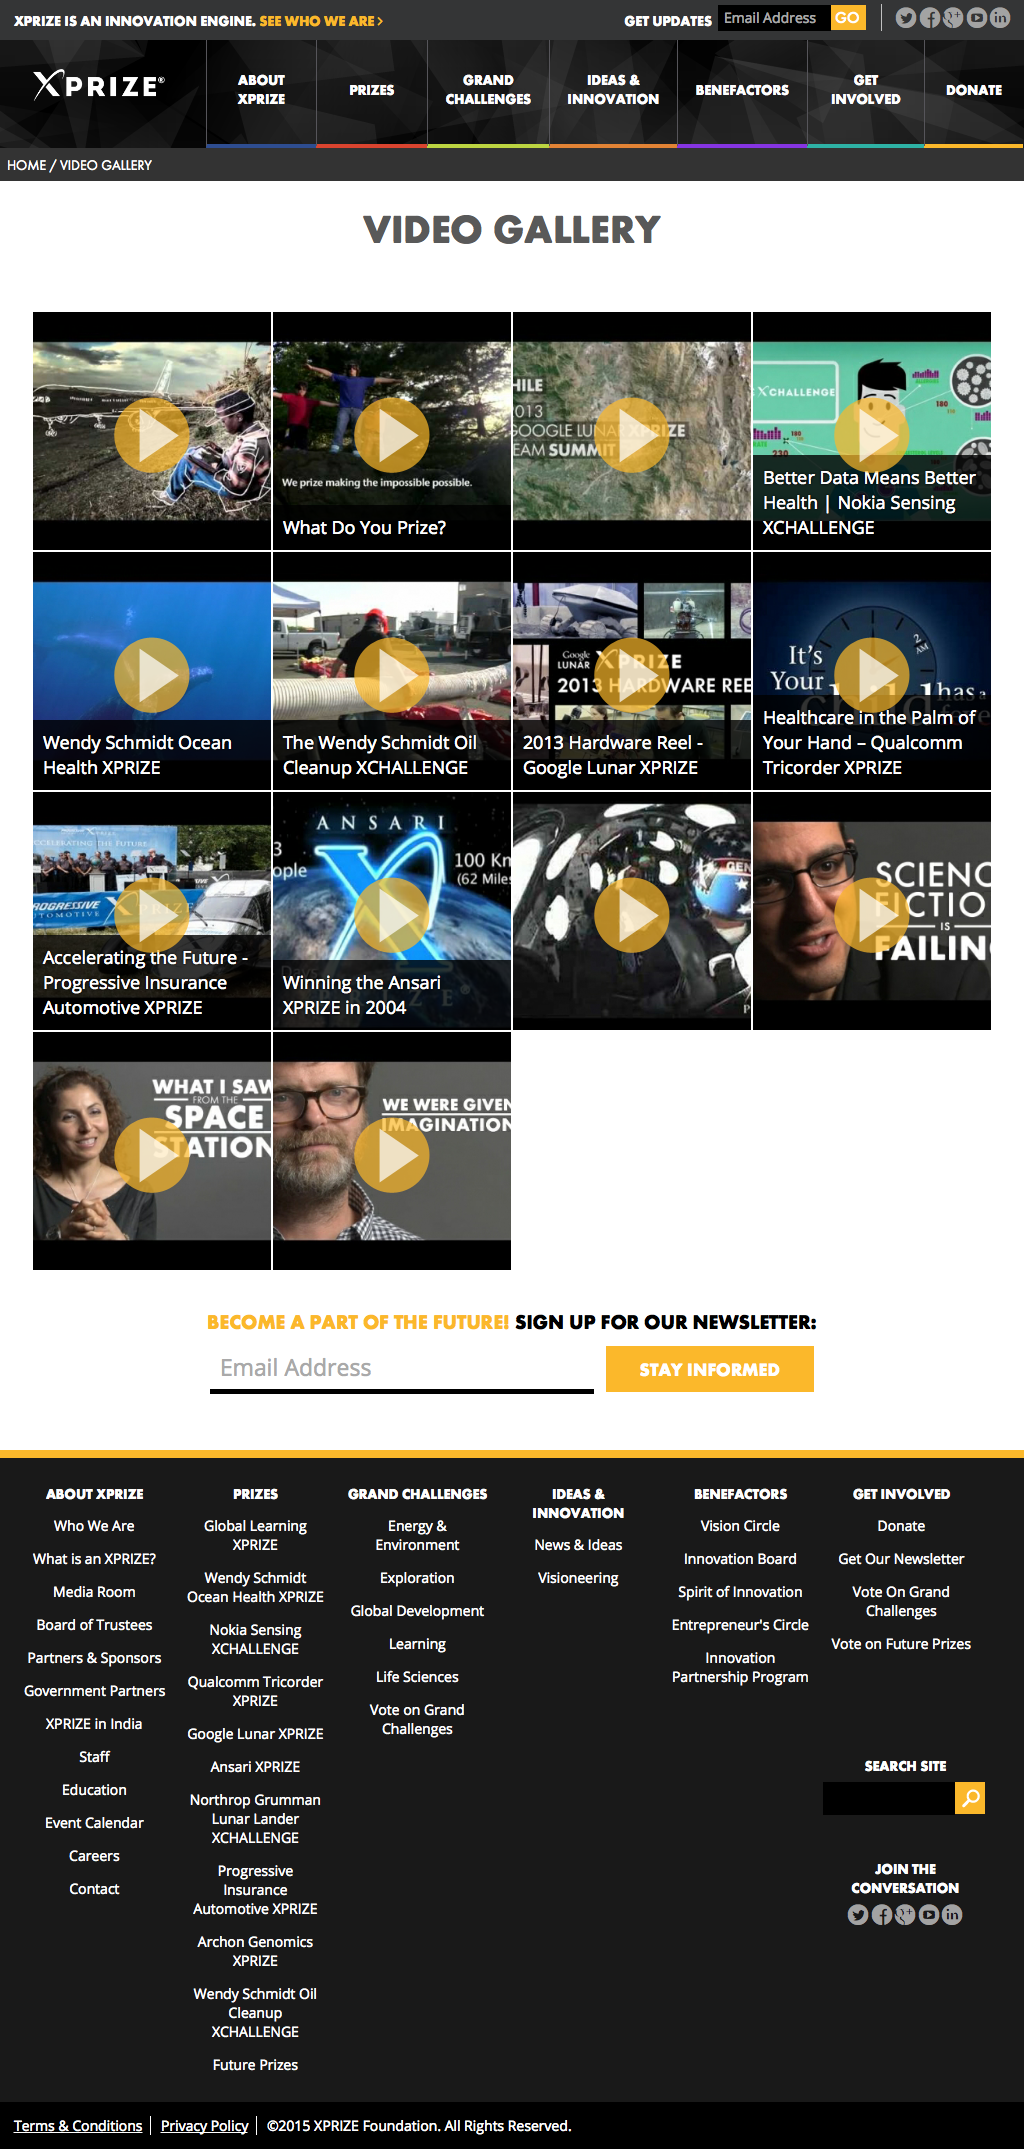 XPRIZE IS AN INNOVATION ENGINE. SEE WHO WE ARE >
GET UPDATES Email Address GO
XPRIZE®
ABOUT
XPRIZE
PRIZES
GRAND
CHALLENGES
IDEAS &
INNOVATION
BENEFACTORS
GET
INVOLVED
DONATE
HOME / VIDEO GALLERY
VIDEO GALLERY
We prize making the impossible possible.
What Do You Prize?
HILE
2013
GOOGLE LUNAR XPRIZE
EAM SUMMIT
XCHALLENGE
180
180
230
Better Data Means Better
Health | Nokia Sensing
XCHALLENGE
Wendy Schmidt Ocean
Health XPRIZE
The Wendy Schmidt Oil
Cleanup XCHALLENGE
Google
LUNAR XPRIZE
2013 HARDWARE REE
2013 Hardware Reel -
Google Lunar XPRIZE
2
AM
It's
Your child has a
Healthcare in the Palm of
Your Hand – Qualcomm
Tricorder XPRIZE
ACCELERATING THE FUTURE
PROGRESSIVE
AUTOMOTIVE XPRIZE
Accelerating the Future -
Progressive Insurance
Automotive XPRIZE
ANSARI
3
ople
100 Km
(62 Miles
Winning the Ansari
XPRIZE in 2004
GEN
P
SCIENC
FICTIO
IS
FAILIN
WHAT I SAW
FROM THE
SPACE
STATION
WE WERE GIVEN
IMAGINATION
BECOME A PART OF THE FUTURE! SIGN UP FOR OUR NEWSLETTER:
Email Address
STAY INFORMED
ABOUT XPRIZE
Who We Are
What is an XPRIZE?
Media Room
Board of Trustees
Partners & Sponsors
Government Partners
XPRIZE in India
Staff
Education
Event Calendar
Careers
Contact
PRIZES
Global Learning
XPRIZE
Wendy Schmidt
Ocean Health XPRIZE
Nokia Sensing
XCHALLENGE
Qualcomm Tricorder
XPRIZE
Google Lunar XPRIZE
Ansari XPRIZE
Northrop Grumman
Lunar Lander
XCHALLENGE
Progressive
Insurance
Automotive XPRIZE
Archon Genomics
XPRIZE
Wendy Schmidt Oil
Cleanup
XCHALLENGE
Future Prizes
GRAND CHALLENGES
Energy &
Environment
Exploration
Global Development
Learning
Life Sciences
Vote on Grand
Challenges
IDEAS &
INNOVATION
News & Ideas
Visioneering
BENEFACTORS
Vision Circle
Innovation Board
Spirit of Innovation
Entrepreneur's Circle
Innovation
Partnership Program
GET INVOLVED
Donate
Get Our Newsletter
Vote On Grand
Challenges
Vote on Future Prizes
SEARCH SITE
JOIN THE
CONVERSATION
Terms & Conditions | Privacy Policy | ©2015 XPRIZE Foundation. All Rights Reserved.